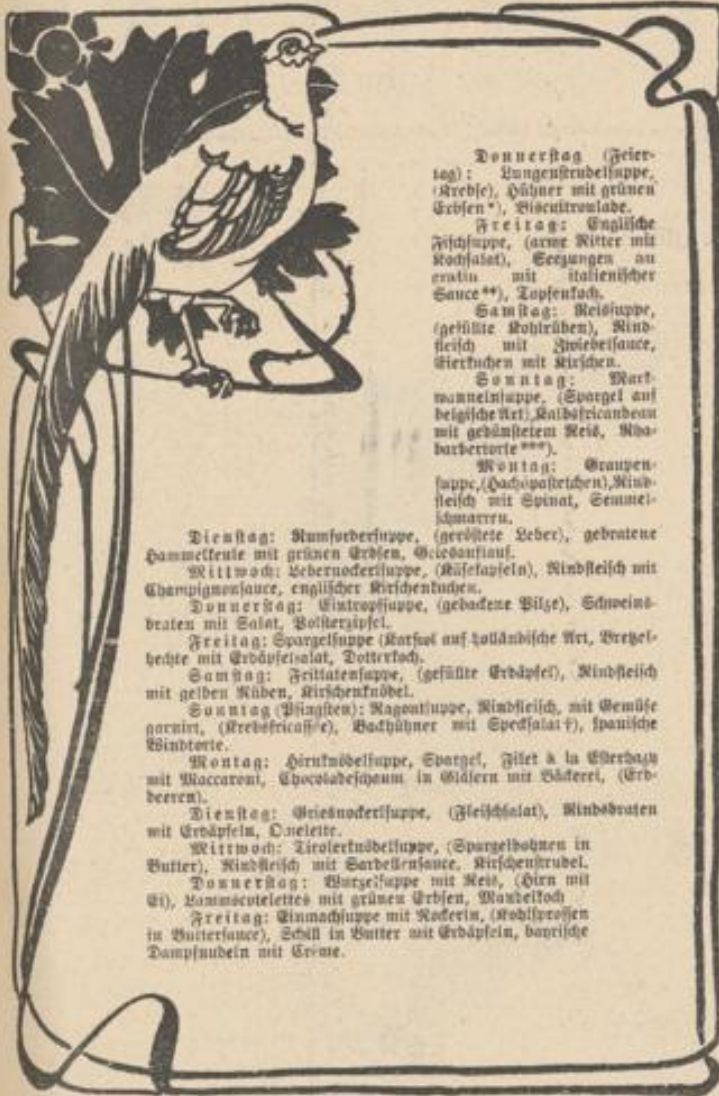 Donnerstag (Feier-
tag): Lungenstrudelsuppe,
(Krebse), Hühner mit grünen
Erbsen*), Biscuitroulade.
Freitag: Englische
Fischsuppe, (arme Ritter mit
Kochsalat), Seezungen au
gratin mit italienischer
Sauce**), Topfenkoch.
Samstag: Reissuppe,
(gefüllte Kohlrüben), Rind-
fleisch mit Zwiebelsauce,
Eierkuchen mit Kirschen.
Sonntag: Mark-
wannelnsuppe, (Spargel auf
belgische Art), Kalbsfricandeau
mit gedünstetem Reis, Rha-
barbertorte***).
Montag: Graupen-
suppe, (Hachépastetchen), Rind-
fleisch mit Spinat, Semmel-
schmarren.
Dienstag: Rumfordersuppe, (geröstete Leber), gebratene
Hammelkeule mit grünen Erbsen, Griesauflauf.
Mittwoch: Lebernockerlsuppe, (Käsekapseln), Rindfleisch mit
Champignonsauce, englischer Kirschenkuchen.
Donnerstag: Eintropfsuppe, (gebackene Pilze), Schweins-
braten mit Salat, Polsterzipfel.
Freitag: Spargelsuppe (Karfiol auf holländische Art, Bretzel-
hechte mit Erdäpfelsalat, Dotterkoch.
Samstag: Frittatensuppe, (gefüllte Erdäpfel), Rindfleisch
mit gelben Rüben, Kirschenknödel.
Sonntag (Pfingsten): Ragoutsuppe, Rindfleisch, mit Gemüse
garnirt, (Krebsfricassée), Backhühner mit Specksalat†), spanische
Windtorte.
Montag: Hirnknödelsuppe, Spargel, Filet à la Esterhazy
mit Maccaroni, Chocoladeschaum in Gläsern mit Bäckerei, (Erd-
beeren).
Dienstag: Griesnockerlsuppe, (Fleischsalat), Rindsbraten
mit Erdäpfeln, Omelette.
Mittwoch: Tirolerknödelsuppe, (Spargelbohnen in
Butter), Rindfleisch mit Sardellensauce, Kirschenstrudel.
Donnerstag: Wurzelsuppe mit Reis, (Hirn mit
Ei), Lammscotelettes mit grünen Erbsen, Mandelkoch
Freitag: Einmachsuppe mit Nockerln, (Kohlsprossen
in Buttersauce), Schill in Butter mit Erdäpfeln, bayrische
Dampfnudeln mit Crême.